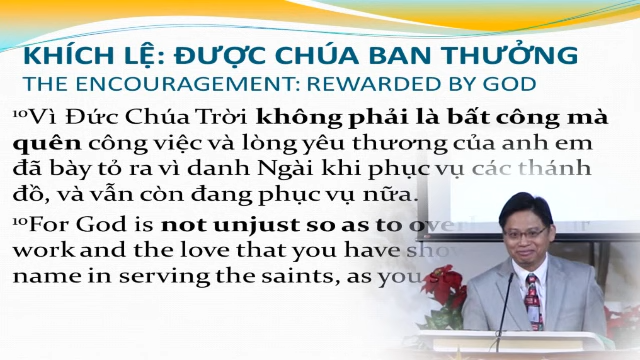 KHÍCH LỆ: ĐƯỢC CHÚA BAN THƯỞNG
THE ENCOURAGEMENT: REWARDED BY GOD
¹⁰Vì Đức Chúa Trời không phải là bất công mà
quên công việc và lòng yêu thương của anh em
đã bày tỏ ra vì danh Ngài khi phục vụ các thánh
đồ, và vẫn còn đang phục vụ nữa.
¹⁰For God is not unjust so as to
work and the love that you have
name in serving the saints, as you